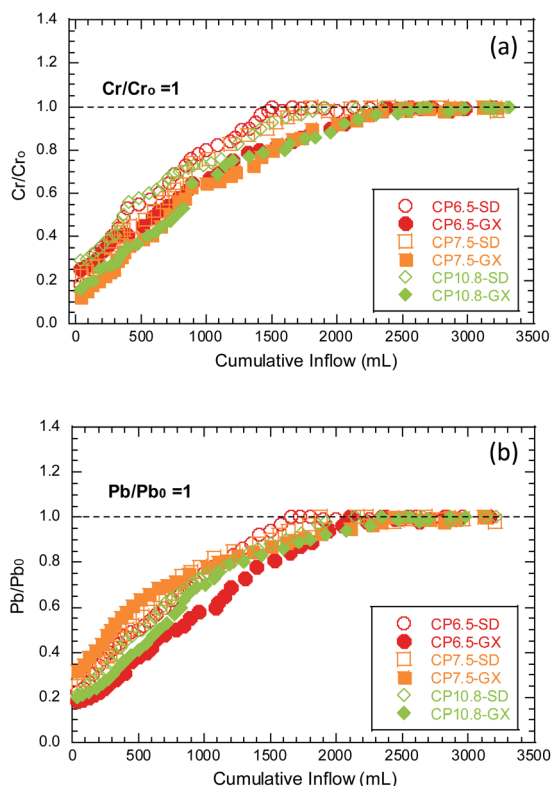 (a)
Cr/Cro =1
1.4
1.2
1.0
0.8
0.6
0.4
0.2
0.0
Cr/Cro
CP6.5-SD
CP6.5-GX
CP7.5-SD
CP7.5-GX
CP10.8-SD
CP10.8-GX
0 500 1000 1500 2000 2500 3000 3500
Cumulative Inflow (mL)
(b)
Pb/Pb0 =1
1.4
1.2
1.0
0.8
0.6
0.4
0.2
0.0
Pb/Pb0
CP6.5-SD
CP6.5-GX
CP7.5-SD
CP7.5-GX
CP10.8-SD
CP10.8-GX
0 500 1000 1500 2000 2500 3000 3500
Cumulative Inflow (mL)